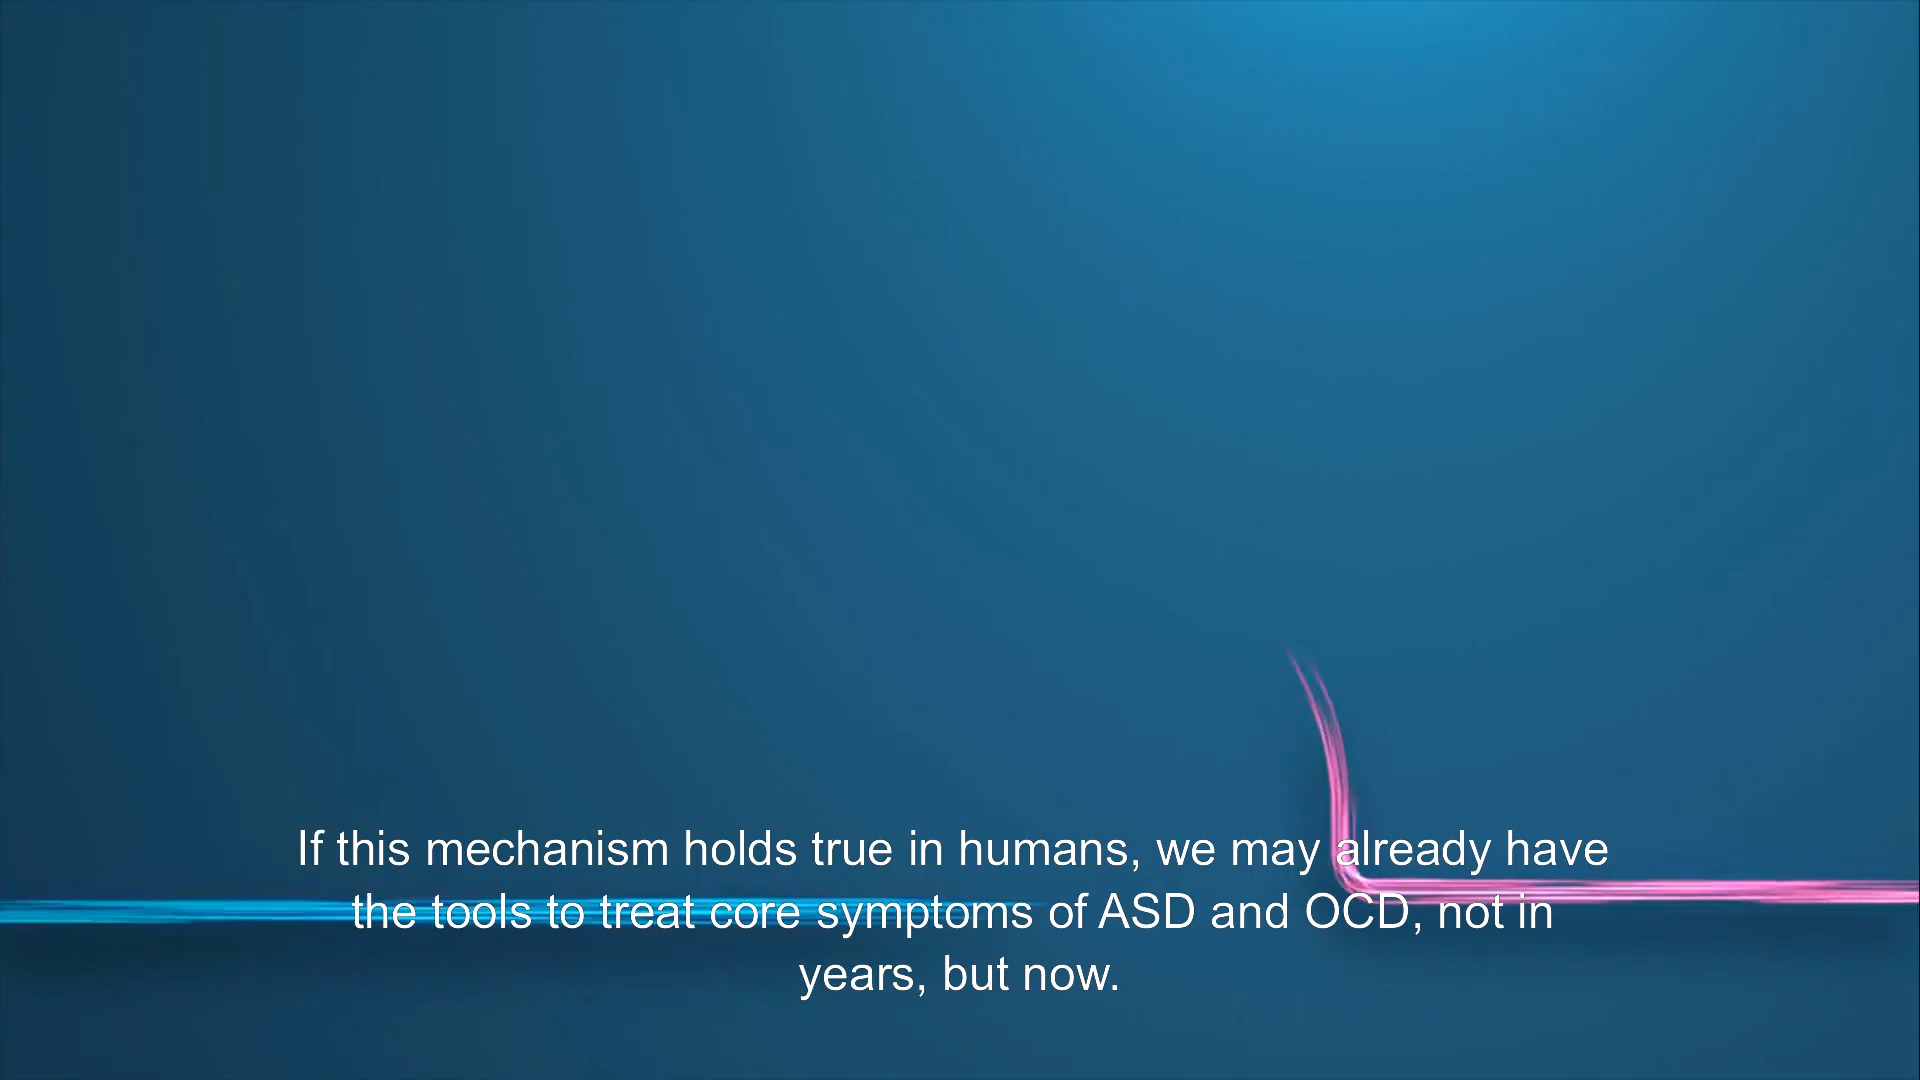 If this mechanism holds true in humans, we may already have
the tools to treat core symptoms of ASD and OCD, not in
years, but now.